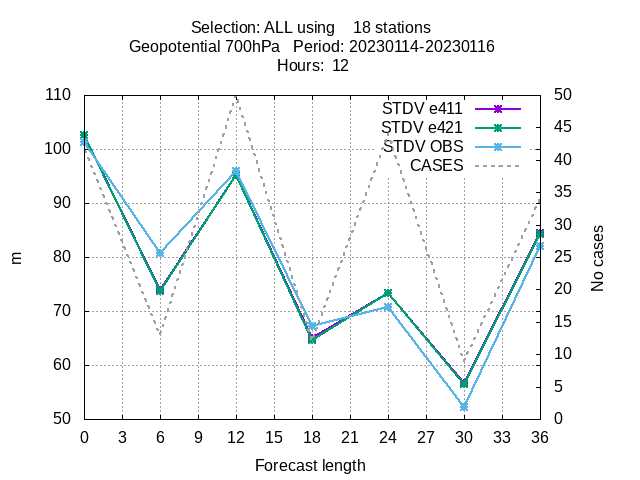 Selection: ALL using    18 stations
Geopotential 700hPa   Period: 20230114-20230116
Hours:  12
STDV e411
STDV e421
STDV OBS
CASES
110
100
90
80
70
60
50
m
50
45
40
35
30
25
20
15
10
5
0
No cases
0 3 6 9 12 15 18 21 24 27 30 33 36
Forecast length